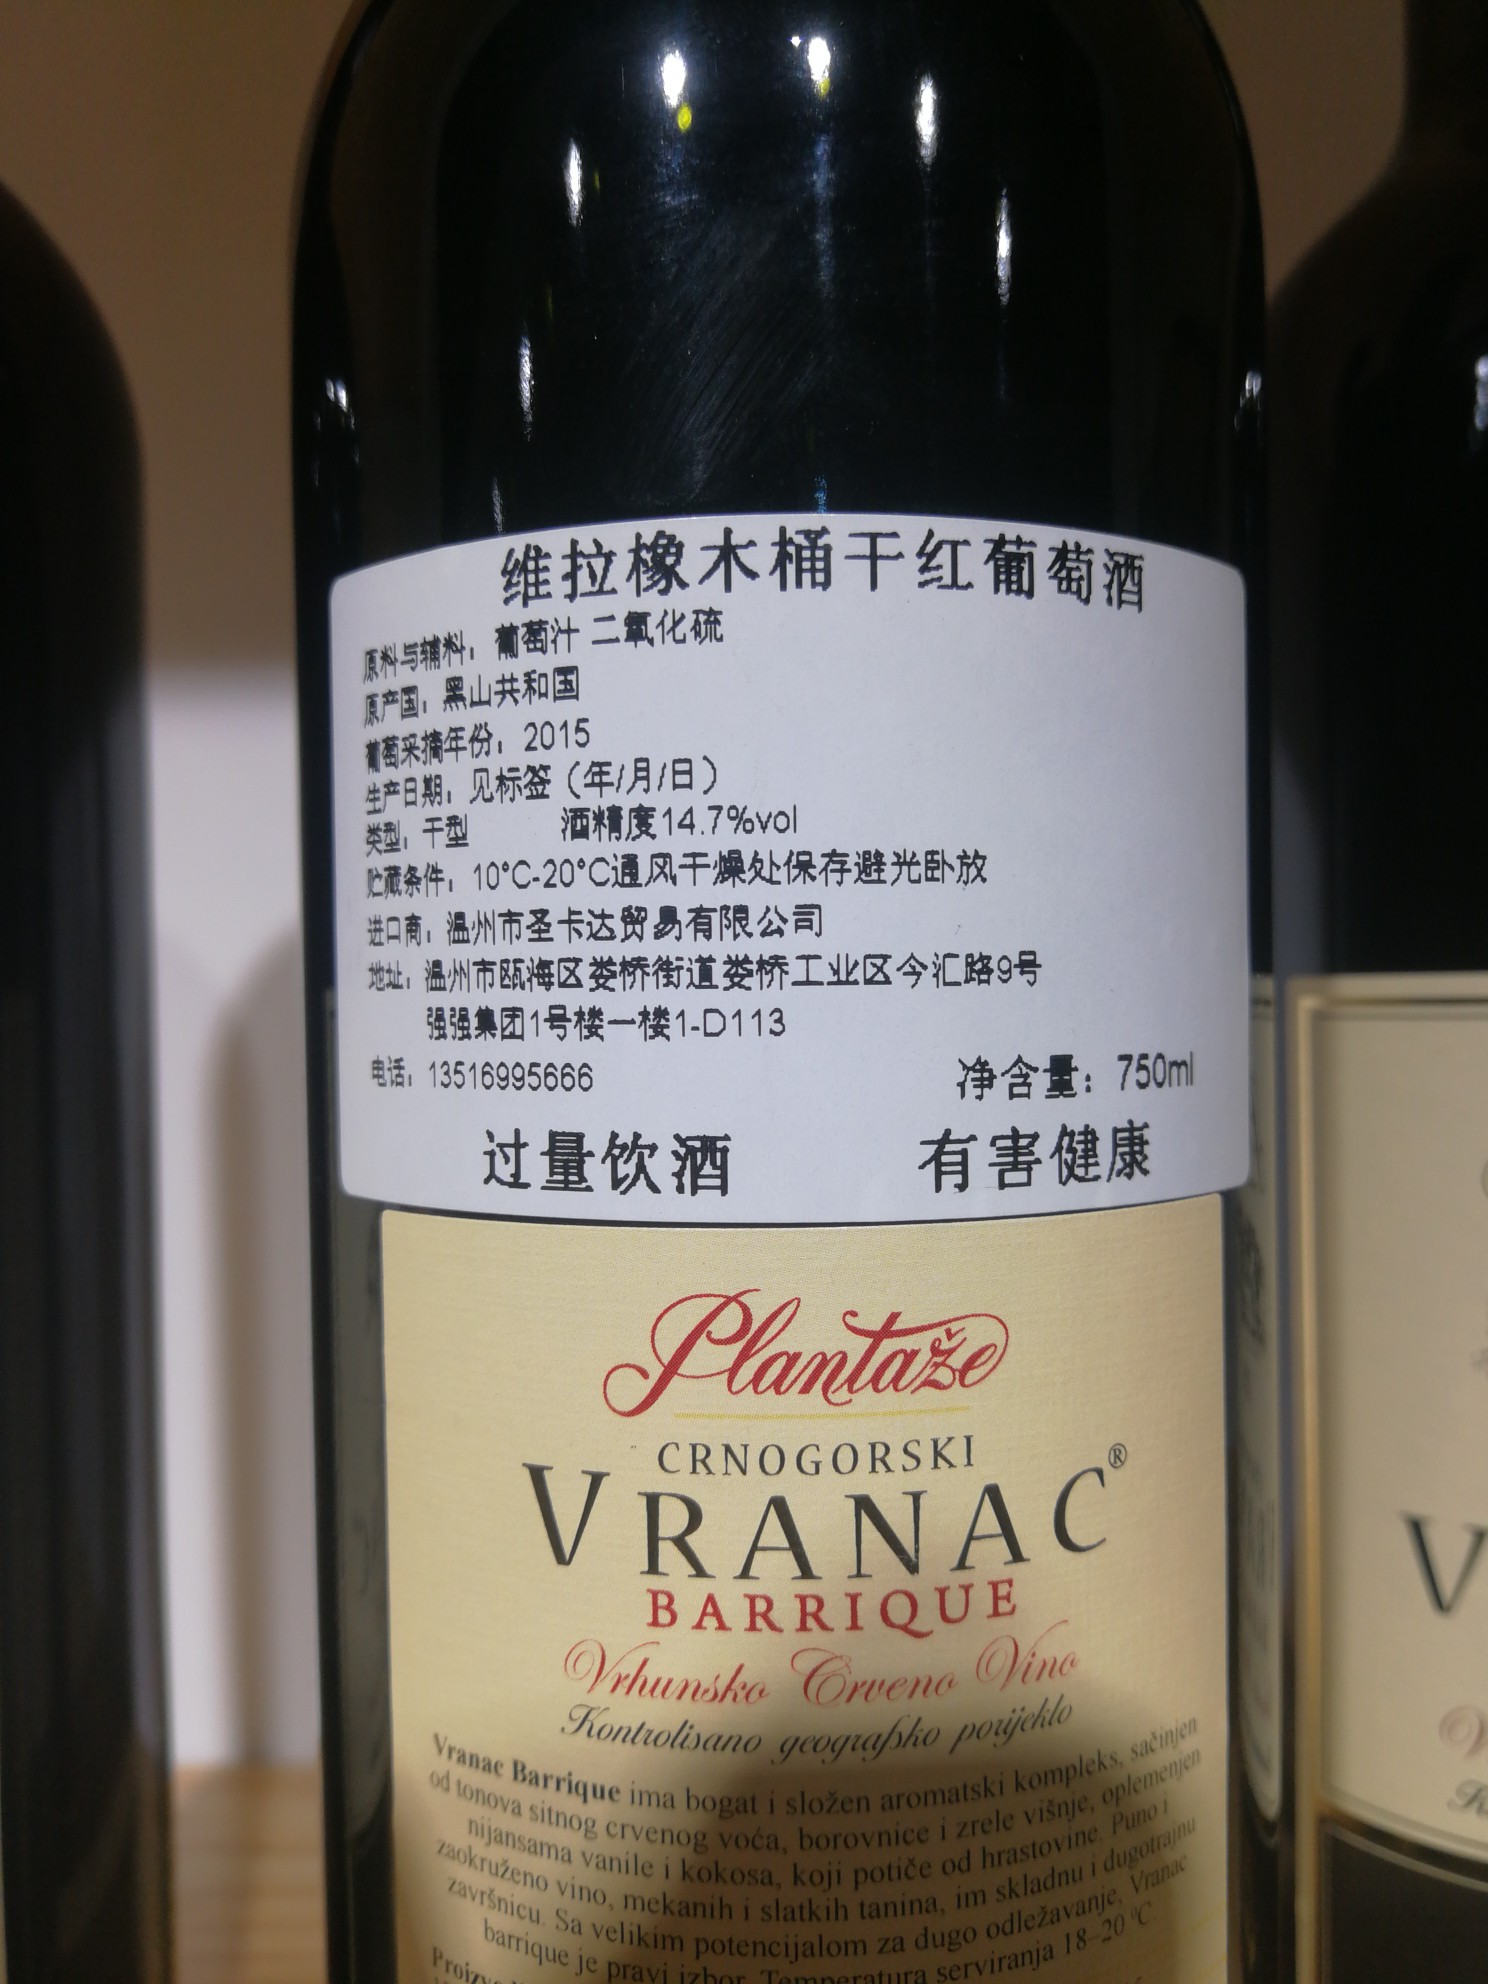 维拉橡木桶干红葡萄酒
原料与辅料：葡萄汁 二氧化硫
原产国：黑山共和国
葡萄采摘年份：2015
生产日期：见标签（年/月/日）
类型：干型 酒精度14.7%vol
贮藏条件：10°C-20°C通风干燥处保存避光卧放
进口商：温州市圣卡达贸易有限公司
地址：温州市瓯海区娄桥街道娄桥工业区今汇路9号
强强集团1号楼一楼1-D113
电话：13516995666 净含量：750ml
过量饮酒 有害健康
Plantaže
CRNOGORSKI
VRANAC®
BARRIQUE
Vrhunsko Crveno Vino
Kontrolisano geografsko porijeklo
Vranac Barrique ima bogat i složen aromatski kompleks, sačinjen
od tonova sitnog crvenog voća, borovnice i zrele višnje, oplemenjen
nijansama vanile i kokosa, koji potiče od hrastovine. Puno i
zaokruženo vino, mekanih i slatkih tanina, im skladnu i dugotrajnu
završnicu. Sa velikim potencijalom za dugo odležavanje, Vranac
barrique je pravi izbor. Temperatura serviranja 18-20 °C.